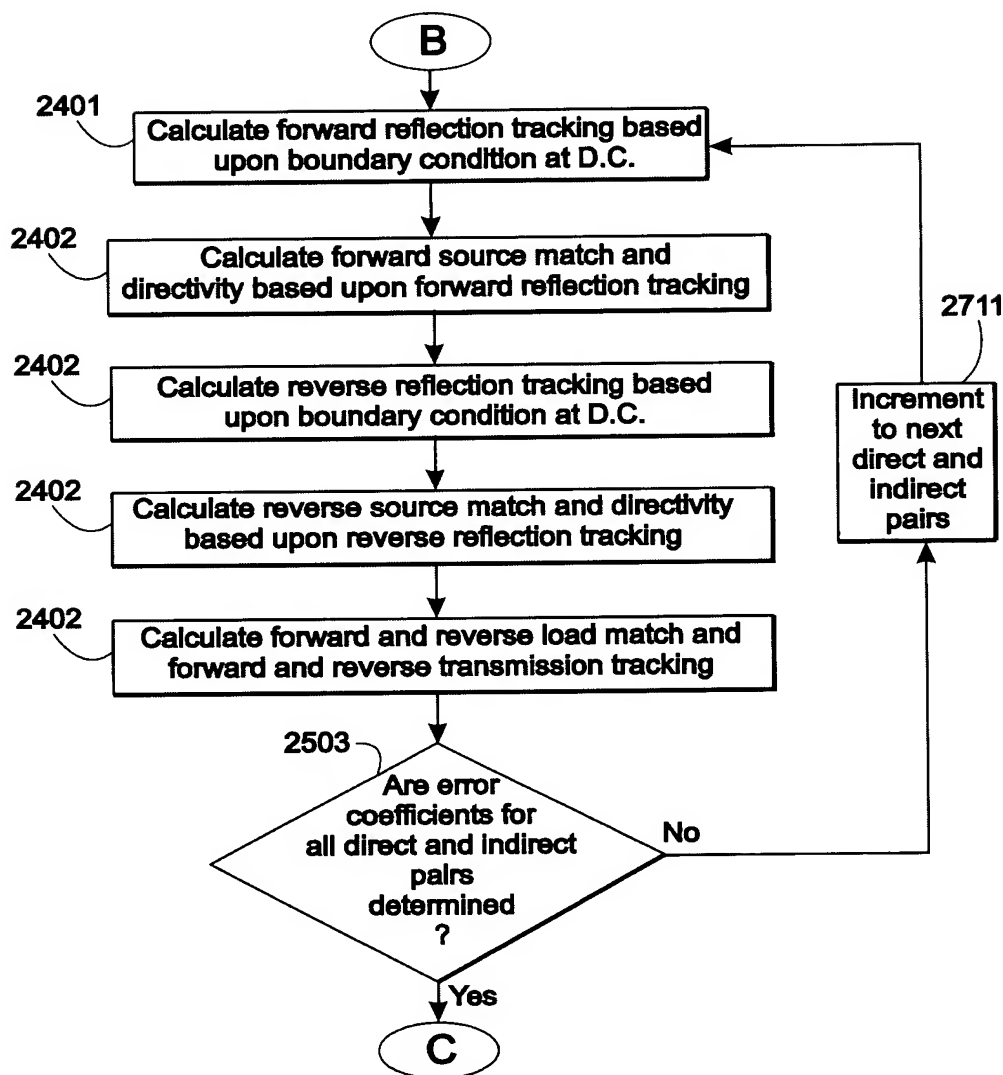 B
2401
Calculate forward reflection tracking based
upon boundary condition at D.C.
2402
Calculate forward source match and
directivity based upon forward reflection tracking
2711
2402
Calculate reverse reflection tracking based
upon boundary condition at D.C.
Increment
to next
direct and
indirect
pairs
2402
Calculate reverse source match and directivity
based upon reverse reflection tracking
2402
Calculate forward and reverse load match and
forward and reverse transmission tracking
2503
Are error
coefficients for
all direct and indirect
pairs
determined
?
No
Yes
C